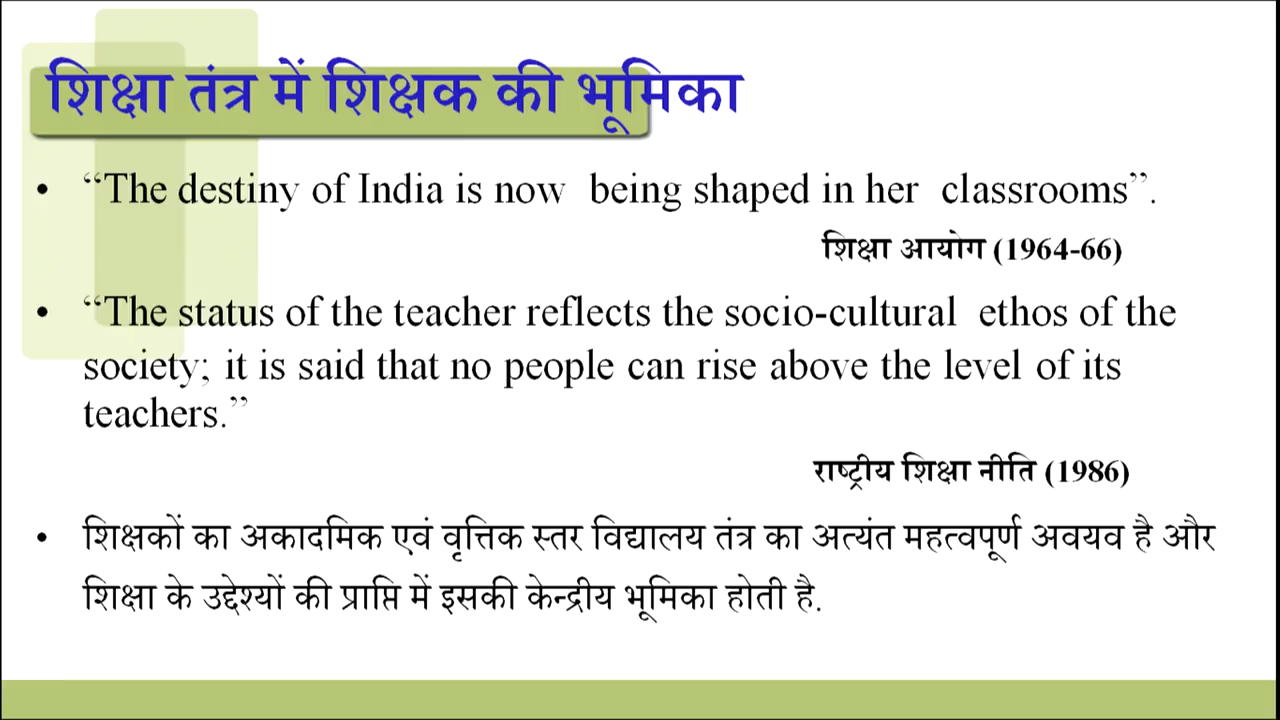 शिक्षा तंत्र में शिक्षक की भूमिका
• “The destiny of India is now being shaped in her classrooms”.
शिक्षा आयोग (1964-66)
• “The status of the teacher reflects the socio-cultural ethos of the
society; it is said that no people can rise above the level of its
teachers.”
राष्ट्रीय शिक्षा नीति (1986)
• शिक्षकों का अकादमिक एवं वृत्तिक स्तर विद्यालय तंत्र का अत्यंत महत्वपूर्ण अवयव है और
शिक्षा के उद्देश्यों की प्राप्ति में इसकी केन्द्रीय भूमिका होती है.